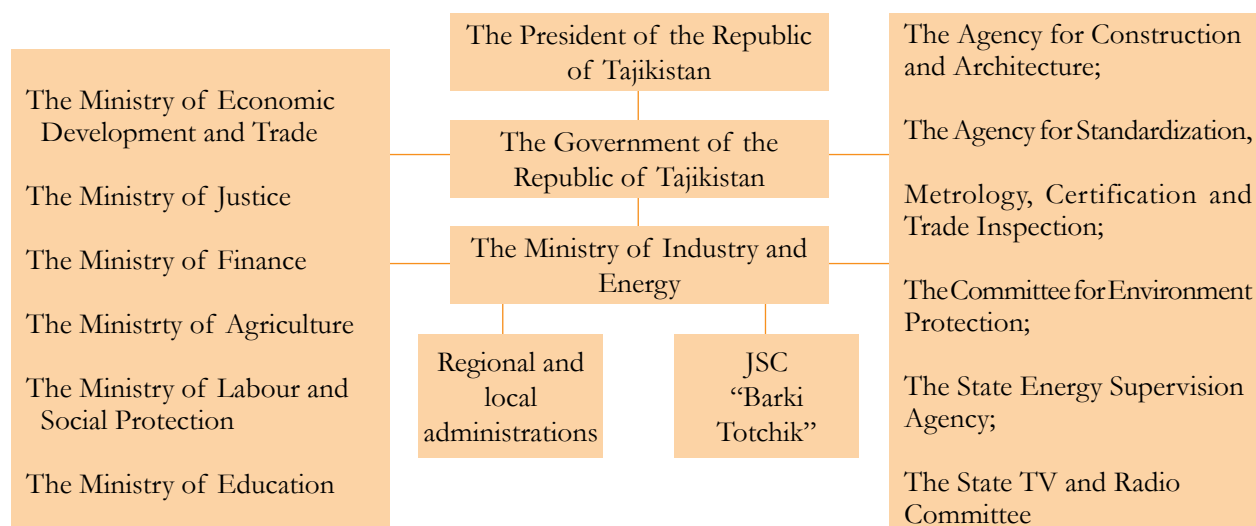 The President of the Republic
of Tajikistan
The Ministry of Economic
Development and Trade
The Ministry of Justice
The Ministry of Finance
The Ministrty of Agriculture
The Ministry of Labour and
Social Protection
The Ministry of Education
The Government of the
Republic of Tajikistan
The Ministry of Industry and
Energy
Regional and
local
administrations
JSC
“Barki
Totchik”
The Agency for Construction
and Architecture;
The Agency for Standardization,
Metrology, Certification and
Trade Inspection;
The Committee for Environment
Protection;
The State Energy Supervision
Agency;
The State TV and Radio
Committee